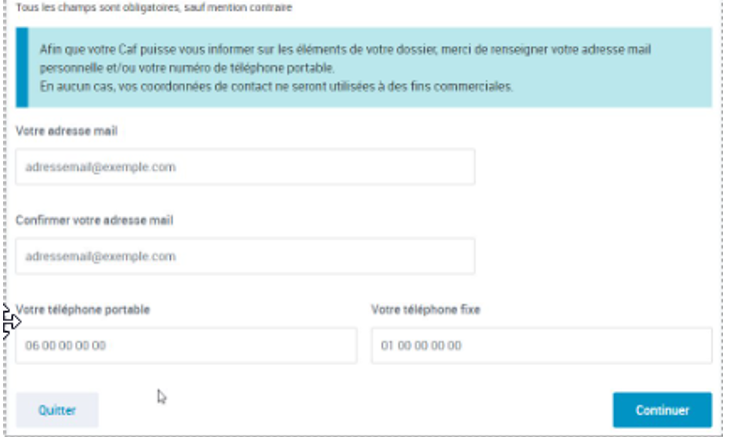 Tous les champs sont obligatoires, sauf mention contraire
Afin que votre Caf puisse vous informer sur les éléments de votre dossier, merci de renseigner votre adresse mail
personnelle et/ou votre numéro de téléphone portable.
En aucun cas, vos coordonnées de contact ne seront utilisées à des fins commerciales.
Votre adresse mail
adressemail@exemple.com
Confirmer votre adresse mail
adressemail@exemple.com
Votre téléphone portable Votre téléphone fixe
06 00 00 00 00 01 00 00 00 00
Quitter Continuer